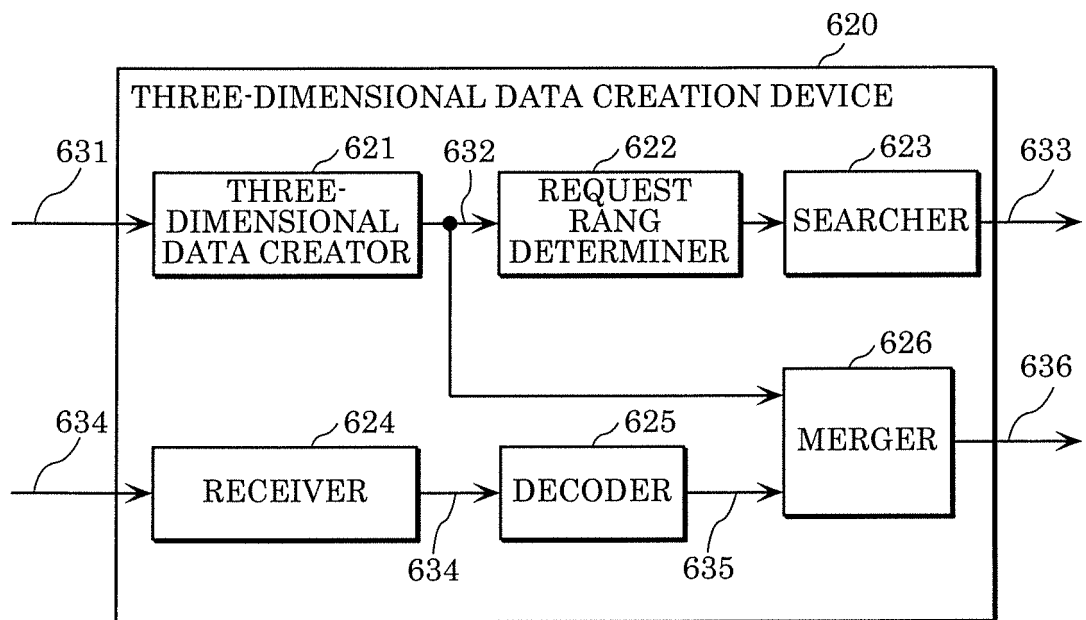 620
THREE-DIMENSIONAL DATA CREATION DEVICE
631
621
632
622
623
633
THREE-
DIMENSIONAL
DATA CREATOR
REQUEST
RANG
DETERMINER
SEARCHER
626
636
634
624
625
MERGER
RECEIVER
DECODER
634
635